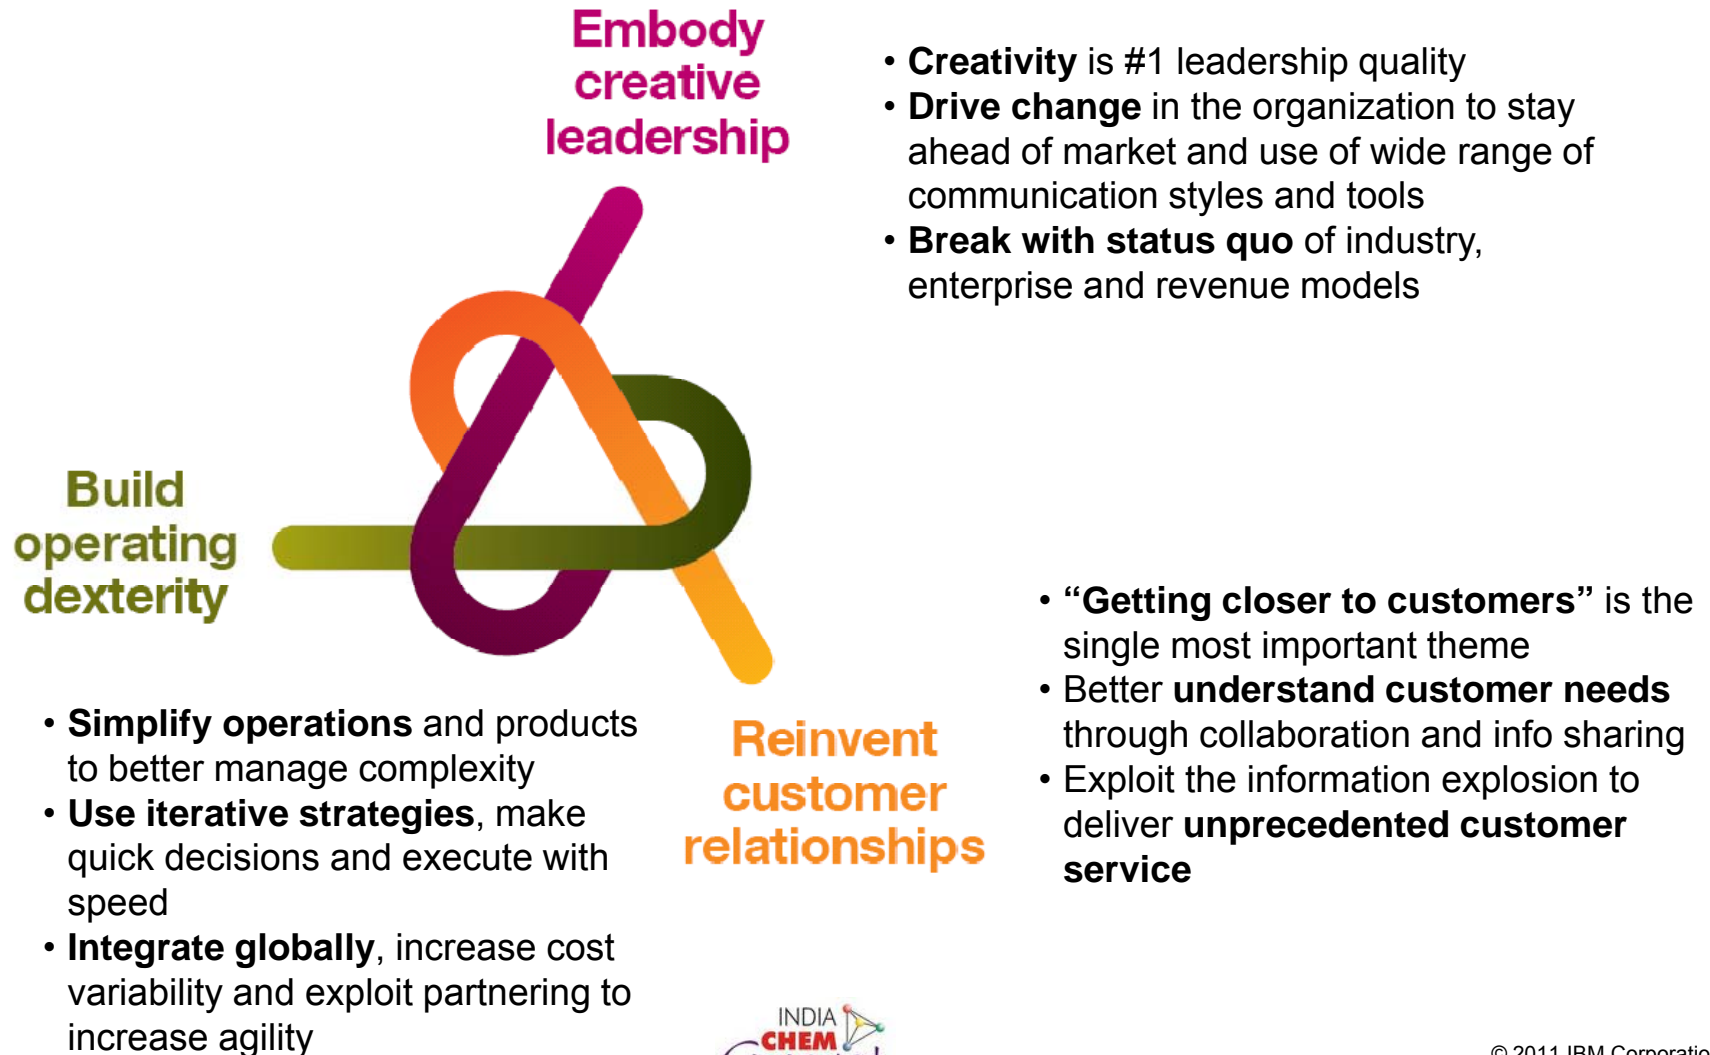 Embody
creative
leadership
• Creativity is #1 leadership quality
• Drive change in the organization to stay
ahead of market and use of wide range of
communication styles and tools
• Break with status quo of industry,
enterprise and revenue models
Build
operating
dexterity
• Simplify operations and products
to better manage complexity
• Use iterative strategies, make
quick decisions and execute with
speed
• Integrate globally, increase cost
variability and exploit partnering to
increase agility
Reinvent
customer
relationships
• “Getting closer to customers” is the
single most important theme
• Better understand customer needs
through collaboration and info sharing
• Exploit the information explosion to
deliver unprecedented customer
service
INDIA
CHEM
© 2011 IBM Corporatio